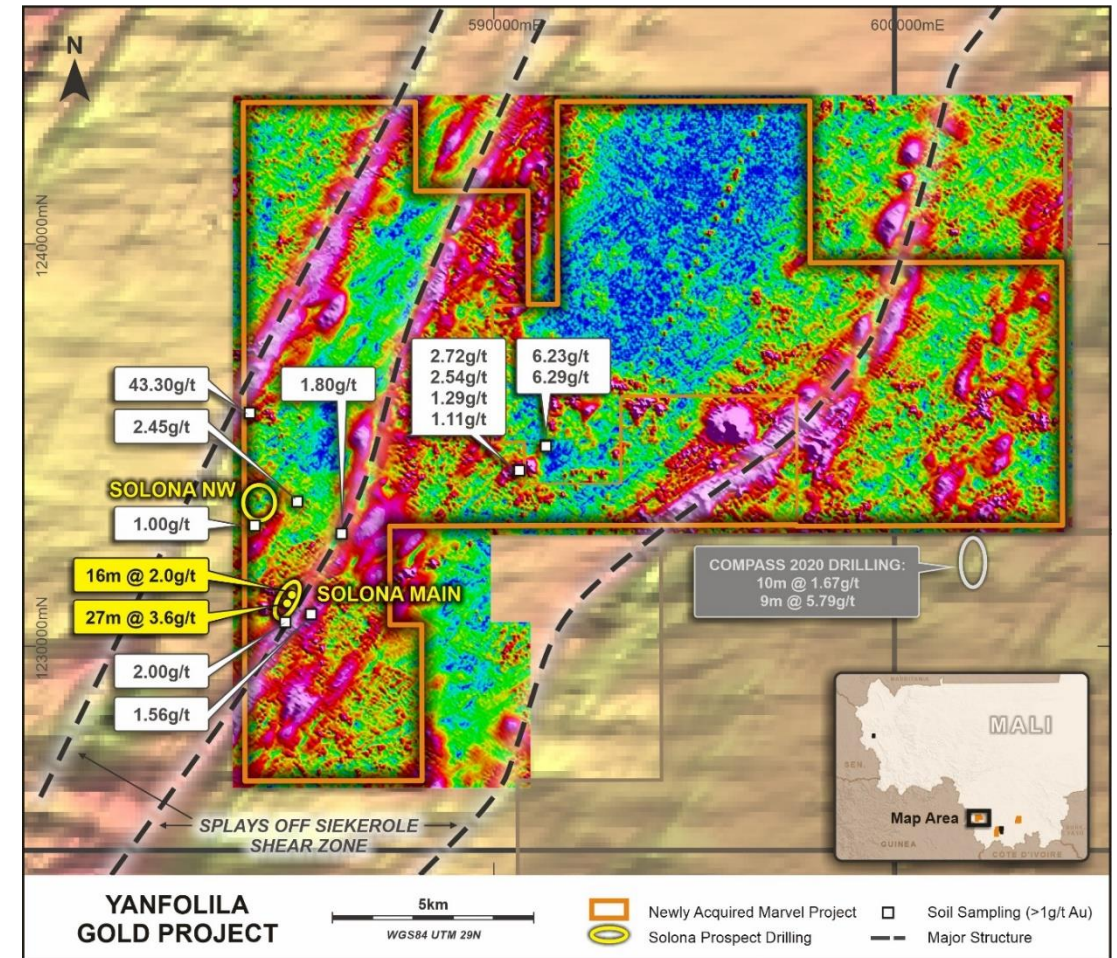 590000mE
600000mE
N
1240000mN
1230000mN
43.30g/t
2.45g/t
1.80g/t
2.72g/t
2.54g/t
1.29g/t
1.11g/t
6.23g/t
6.29g/t
SOLONA NW
1.00g/t
16m @ 2.0g/t
27m @ 3.6g/t
SOLONA MAIN
2.00g/t
1.56g/t
COMPASS 2020 DRILLING:
10m @ 1.67g/t
9m @ 5.79g/t
SPLAYS OFF SIEKEROLE
SHEAR ZONE
MAURITANIA
MALI
SEN.
Map Area
GUINEA
COTE D'IVOIRE
YANFOLILA
GOLD PROJECT
5km
WGS84 UTM 29N
Newly Acquired Marvel Project
Solona Prospect Drilling
Soil Sampling (>1g/t Au)
Major Structure